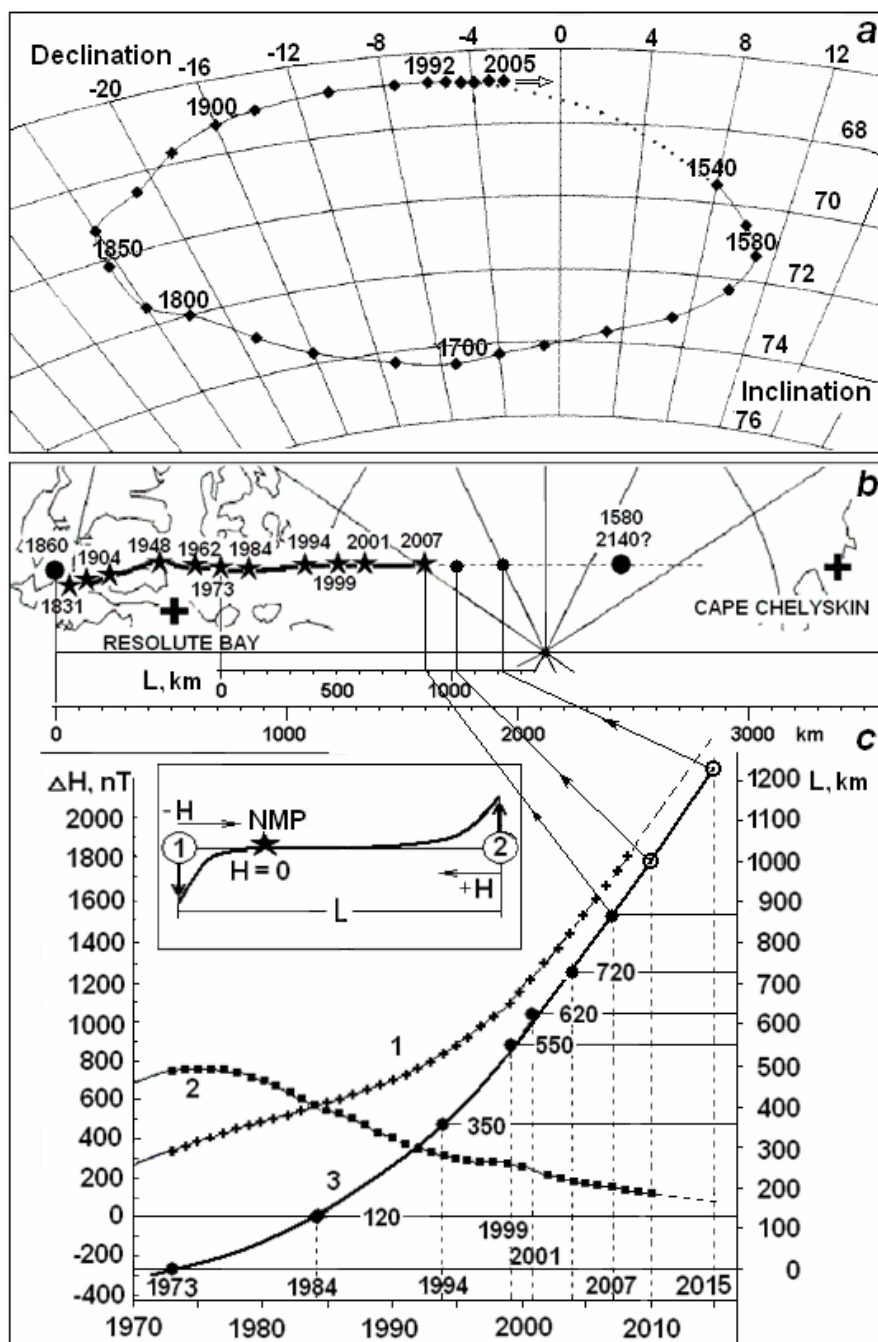 a
-20 -16 -12 -8 -4 0 4 8 12
Declination
1992 2005
1900
68
1540
70
1850
1580
1800
72
1700
74
Inclination
76
b
1860 1904 1948 1962 1984 1994 2001 2007
1580
2140?
1831 1973 1999
RESOLUTE BAY
CAPE CHELYSKIN
L, km 0 500 1000
0 1000 2000 3000 km
c
ΔH, nT
L, km
-H
NMP
1
2
H = 0
+H
L
2000
1800
1600
1400
1200
1000
800
600
400
200
0
-200
-400
1200
1100
1000
900
800
700
600
500
400
300
200
100
0
1
2
3
720
620
550
350
120
1999
2001
1973 1984 1994 2007 2015
1970 1980 1990 2000 2010